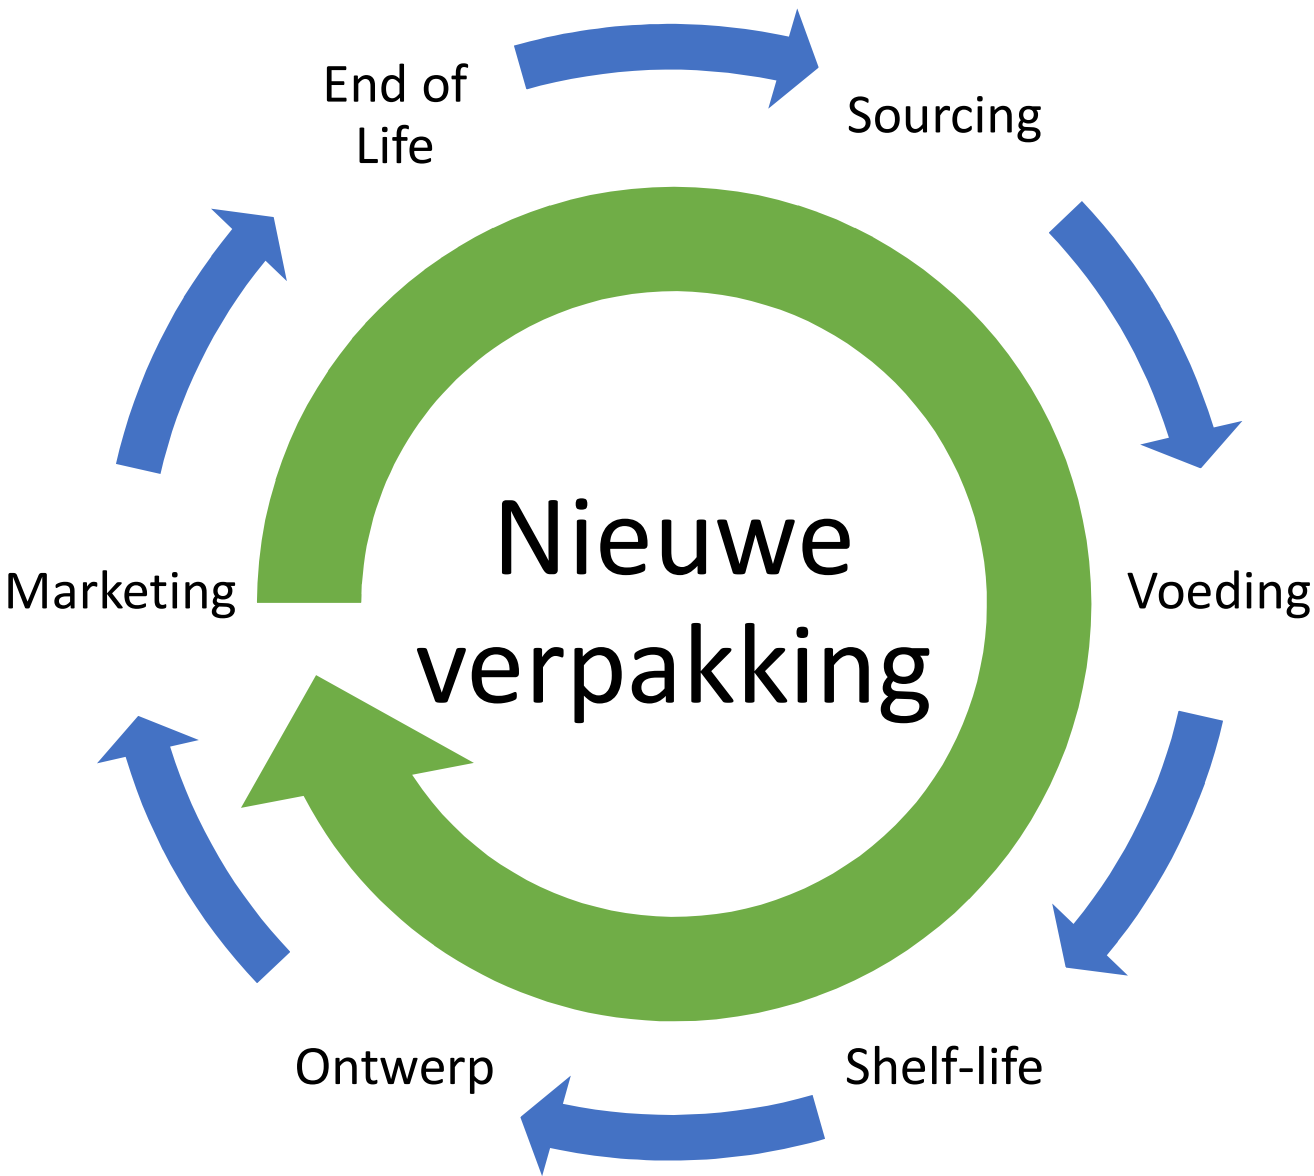 End of
Life
Sourcing
Nieuwe
verpakking
Marketing
Voeding
Ontwerp
Shelf-life